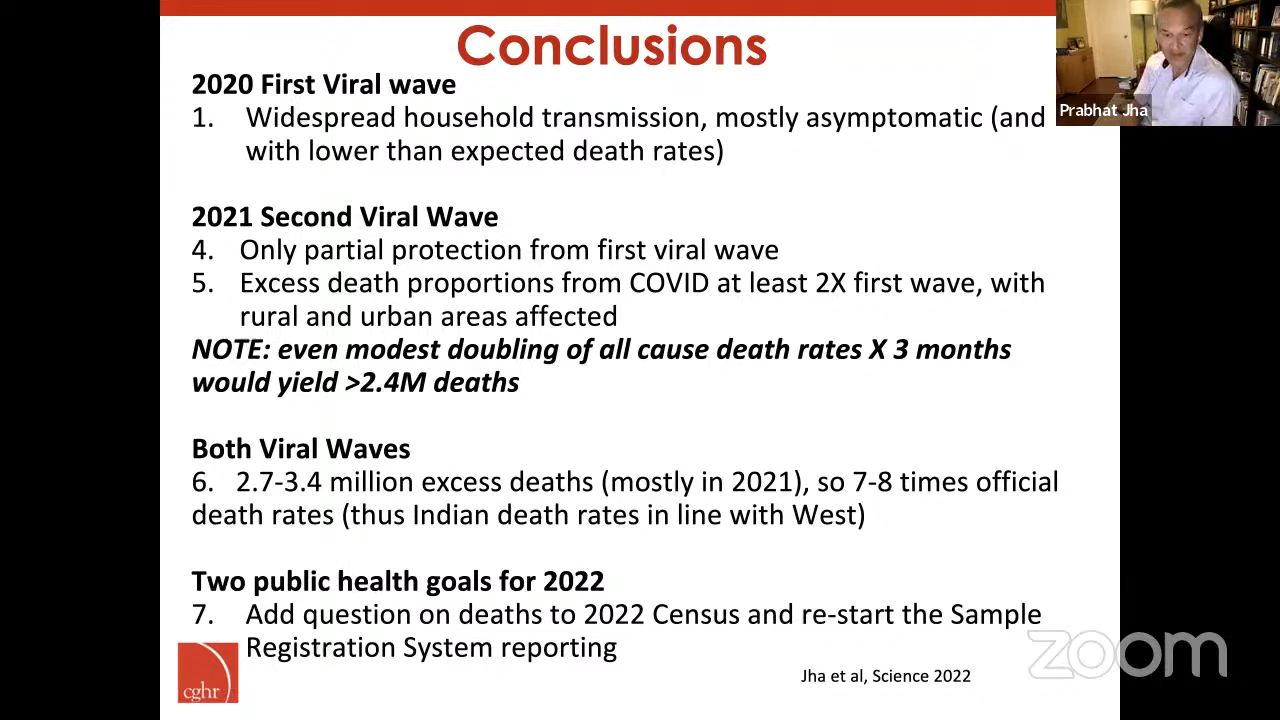 Conclusions
2020 First Viral wave
1. Widespread household transmission, mostly asymptomatic (and
with lower than expected death rates)
2021 Second Viral Wave
4. Only partial protection from first viral wave
5. Excess death proportions from COVID at least 2X first wave, with
rural and urban areas affected
NOTE: even modest doubling of all cause death rates X 3 months
would yield >2.4M deaths
Both Viral Waves
6. 2.7-3.4 million excess deaths (mostly in 2021), so 7-8 times official
death rates (thus Indian death rates in line with West)
Two public health goals for 2022
7. Add question on deaths to 2022 Census and re-start the Sample
Registration System reporting
cghr
Jha et al, Science 2022
Prabhat Jha
zoom